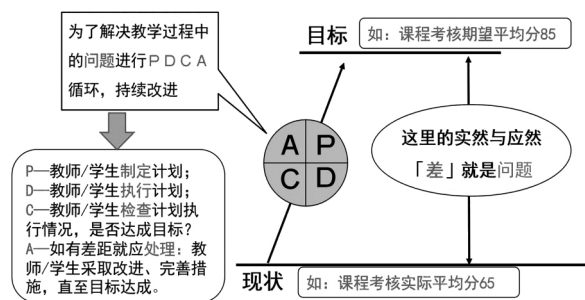 为了解决教学过程中
的问题进行PDCA
循环，持续改进
目标
如：课程考核期望平均分85
A P
C D
这里的实然与应然
「差」就是问题
P—教师/学生制定计划；
D—教师/学生执行计划；
C—教师/学生检查计划执
行情况，是否达成目标？
A—如有差距就应处理：教
师/学生采取改进、完善措
施，直至目标达成。
现状
如：课程考核实际平均分65